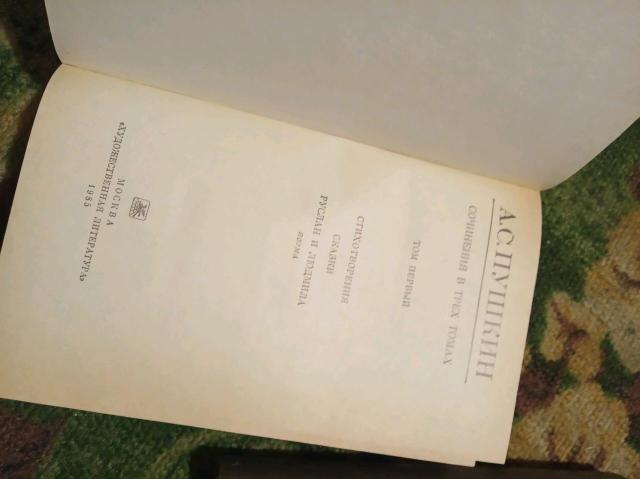 А.С.ПУШКИН
СОЧИНЕНИЯ В ТРЕХ ТОМАХ
ТОМ ПЕРВЫЙ
СТИХОТВОРЕНИЯ
СКАЗКИ
РУСЛАН И ЛЮДМИЛА
ПОЭМА
МОСКВА
«ХУДОЖЕСТВЕННАЯ ЛИТЕРАТУРА»
1985